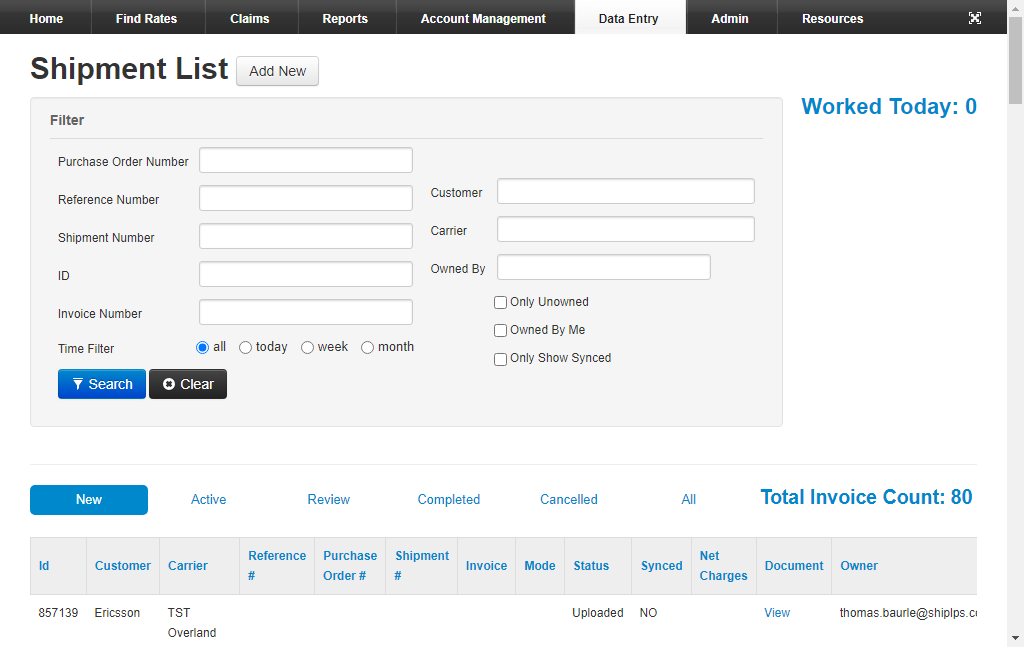 Home Find Rates Claims Reports Account Management Data Entry Admin Resources
Shipment List Add New
Worked Today: 0
Filter
Purchase Order Number
Reference Number
Shipment Number
ID
Invoice Number
Time Filter all today week month
Search Clear
Customer
Carrier
Owned By
Only Unowned
Owned By Me
Only Show Synced
New Active Review Completed Cancelled All Total Invoice Count: 80
Id Customer Carrier Reference # Purchase Order # Shipment # Invoice Mode Status Synced Net Charges Document Owner
857139 Ericsson TST Overland Uploaded NO View thomas.baurle@shiplps.c